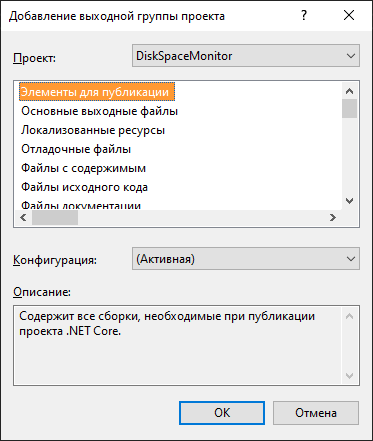 Добавление выходной группы проекта
Проект: DiskSpaceMonitor
Элементы для публикации
Основные выходные файлы
Локализованные ресурсы
Отладочные файлы
Файлы с содержимым
Файлы исходного кода
Файлы документации
Конфигурация: (Активная)
Описание:
Содержит все сборки, необходимые при публикации
проекта .NET Core.
OK Отмена